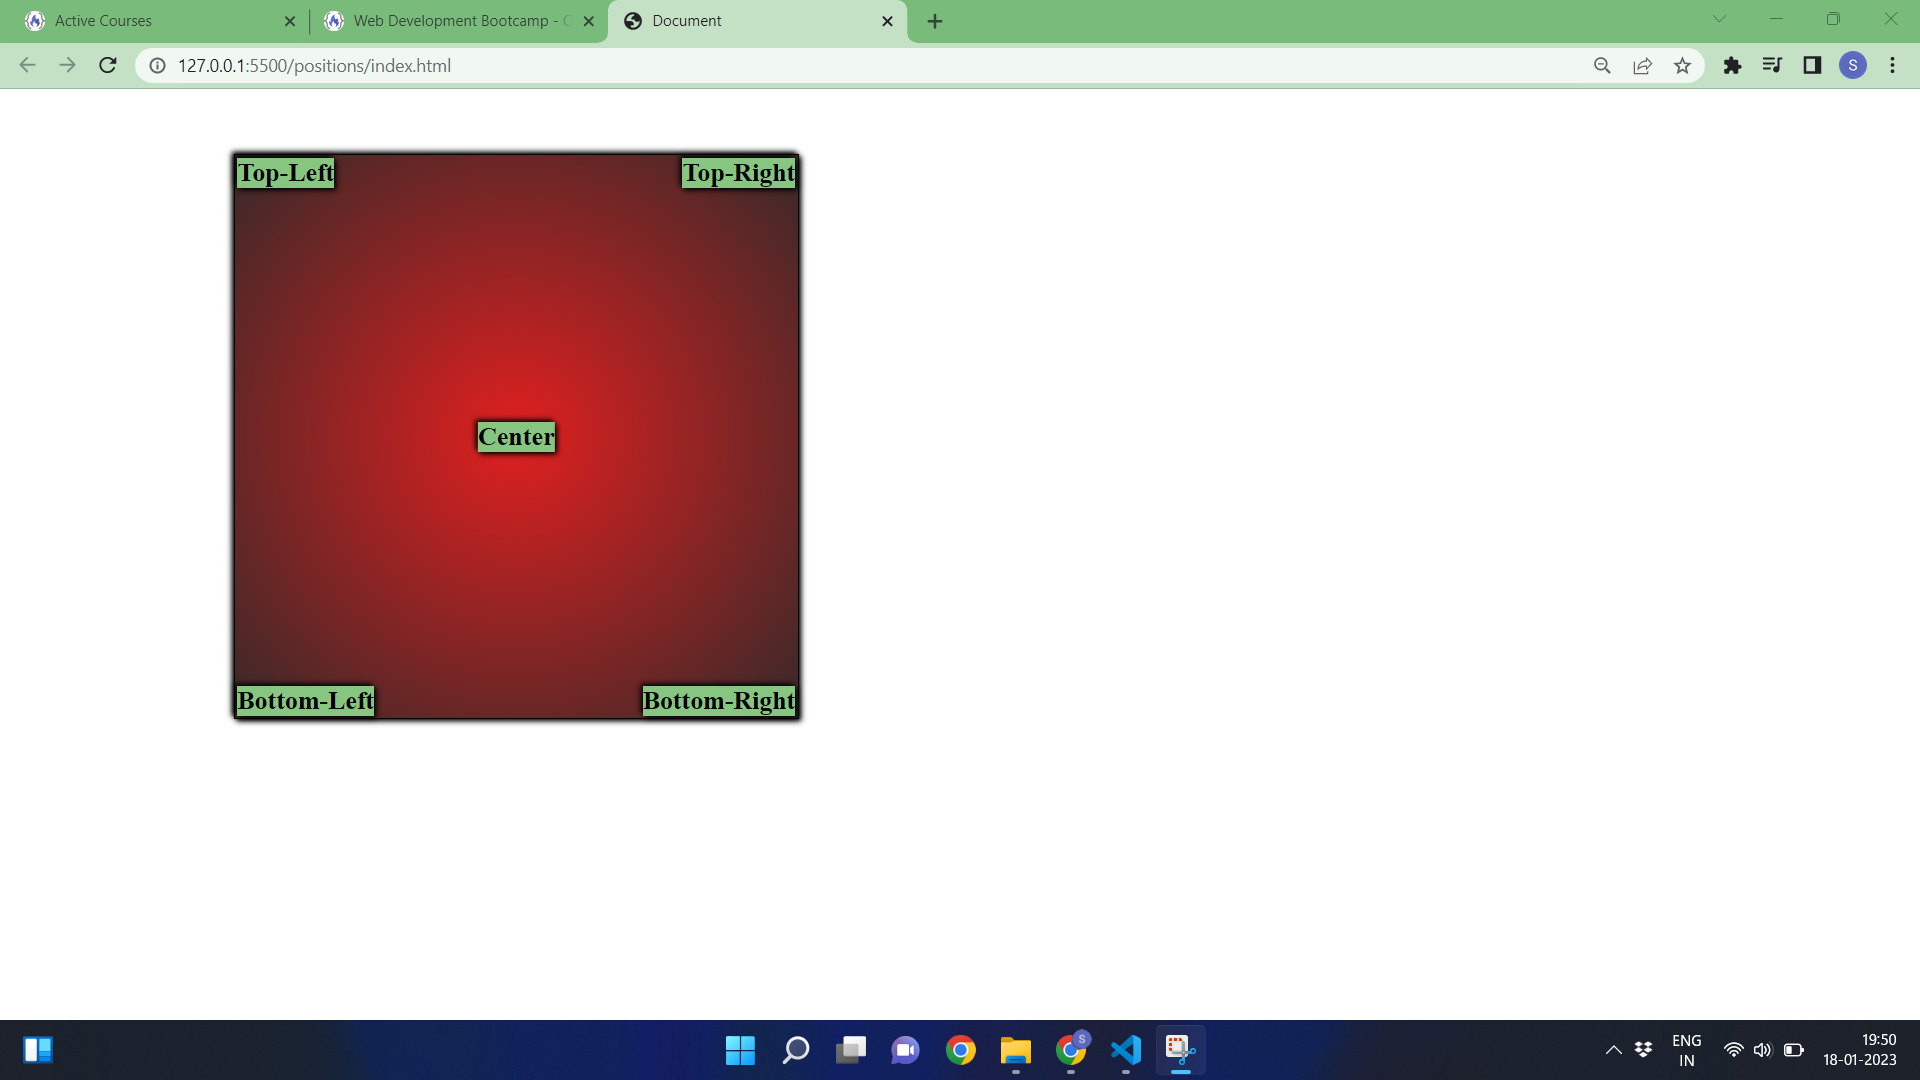 Active Courses
Web Development Bootcamp - C
Document
127.0.0.1:5500/positions/index.html
S
Top-Left
Top-Right
Center
Bottom-Left
Bottom-Right
S
ENG
IN
19:50
18-01-2023